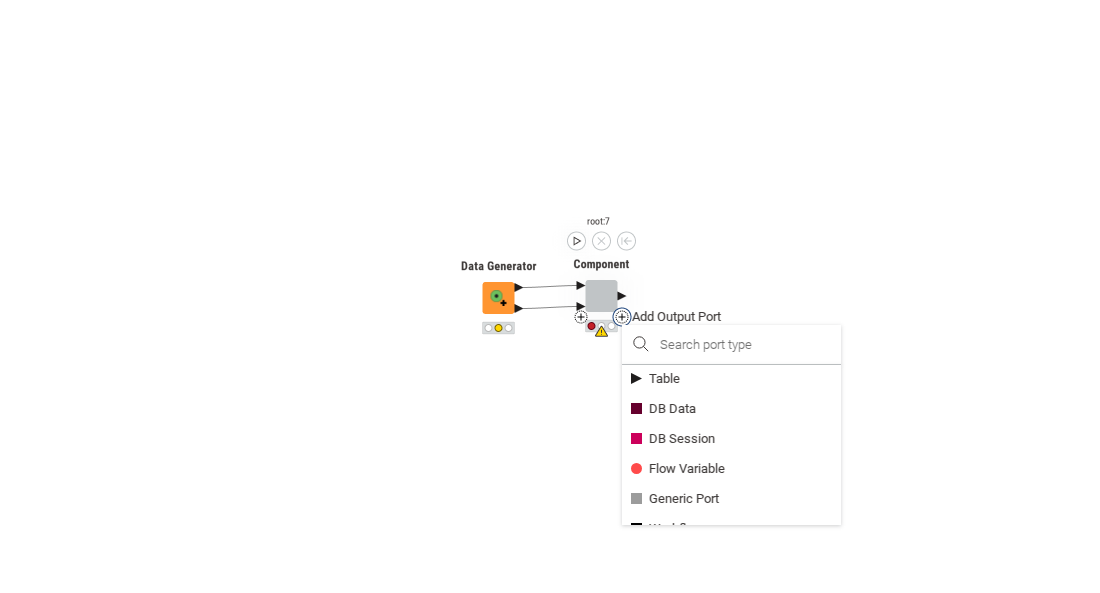 root:7
Data Generator
Component
Add Output Port
Search port type
Table
DB Data
DB Session
Flow Variable
Generic Port